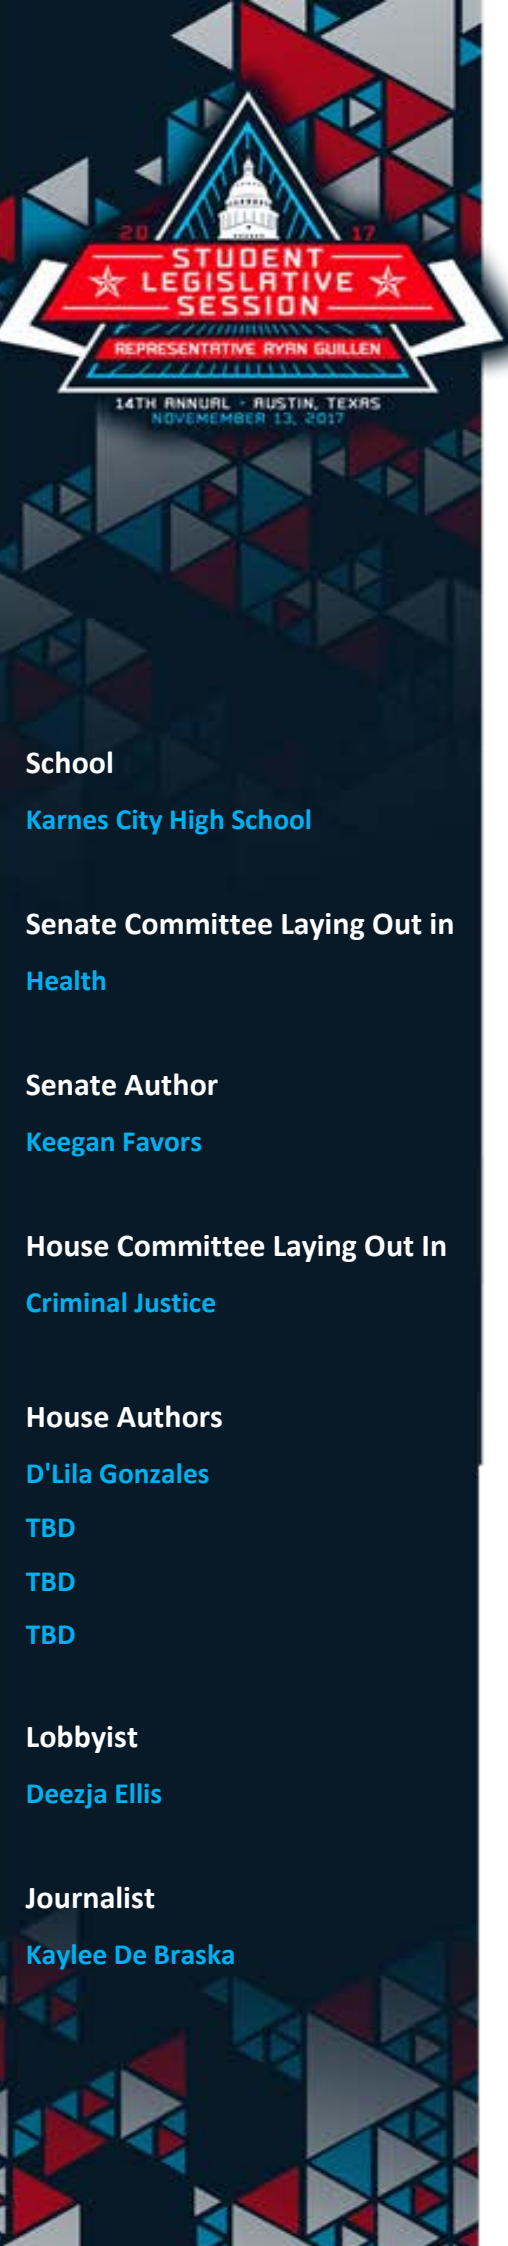 20 17
STUDENT
LEGISLATIVE
SESSION
REPRESENTATIVE RYAN GUILLEN
14TH ANNUAL - AUSTIN, TEXAS
NOVEMEMBER 13, 2017
School
Karnes City High School
Senate Committee Laying Out in
Health
Senate Author
Keegan Favors
House Committee Laying Out In
Criminal Justice
House Authors
D'Lila Gonzales
TBD
TBD
TBD
Lobbyist
Deezja Ellis
Journalist
Kaylee De Braska